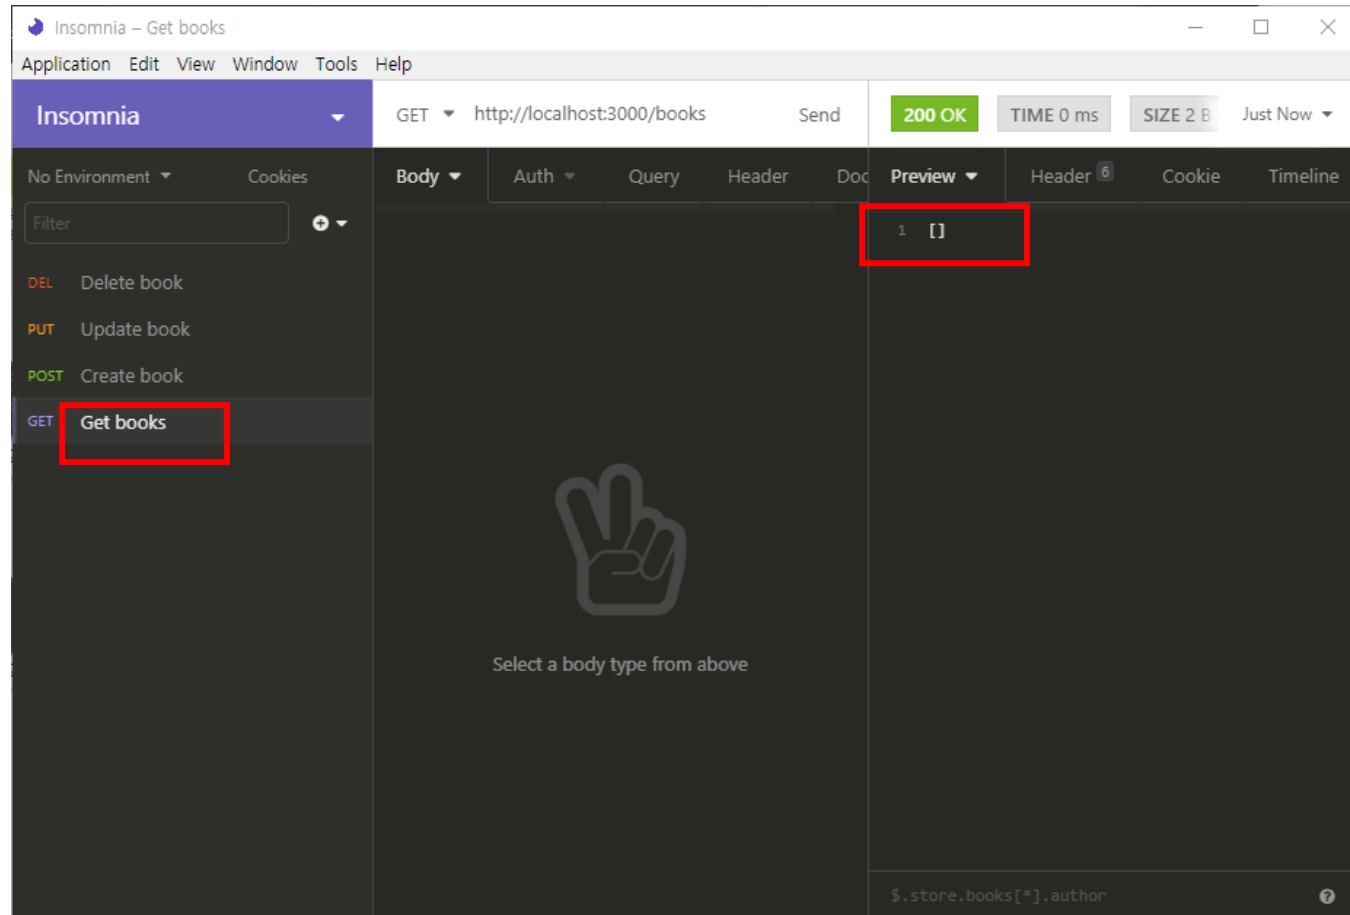 Insomnia – Get books
Application Edit View Window Tools Help
Insomnia
GET http://localhost:3000/books Send
200 OK TIME 0 ms SIZE 2 B Just Now
No Environment Cookies
Body Auth Query Header Doc
Preview Header 6 Cookie Timeline
Filter
1 []
DEL Delete book
PUT Update book
POST Create book
GET Get books
Select a body type from above
$.store.books[*].author